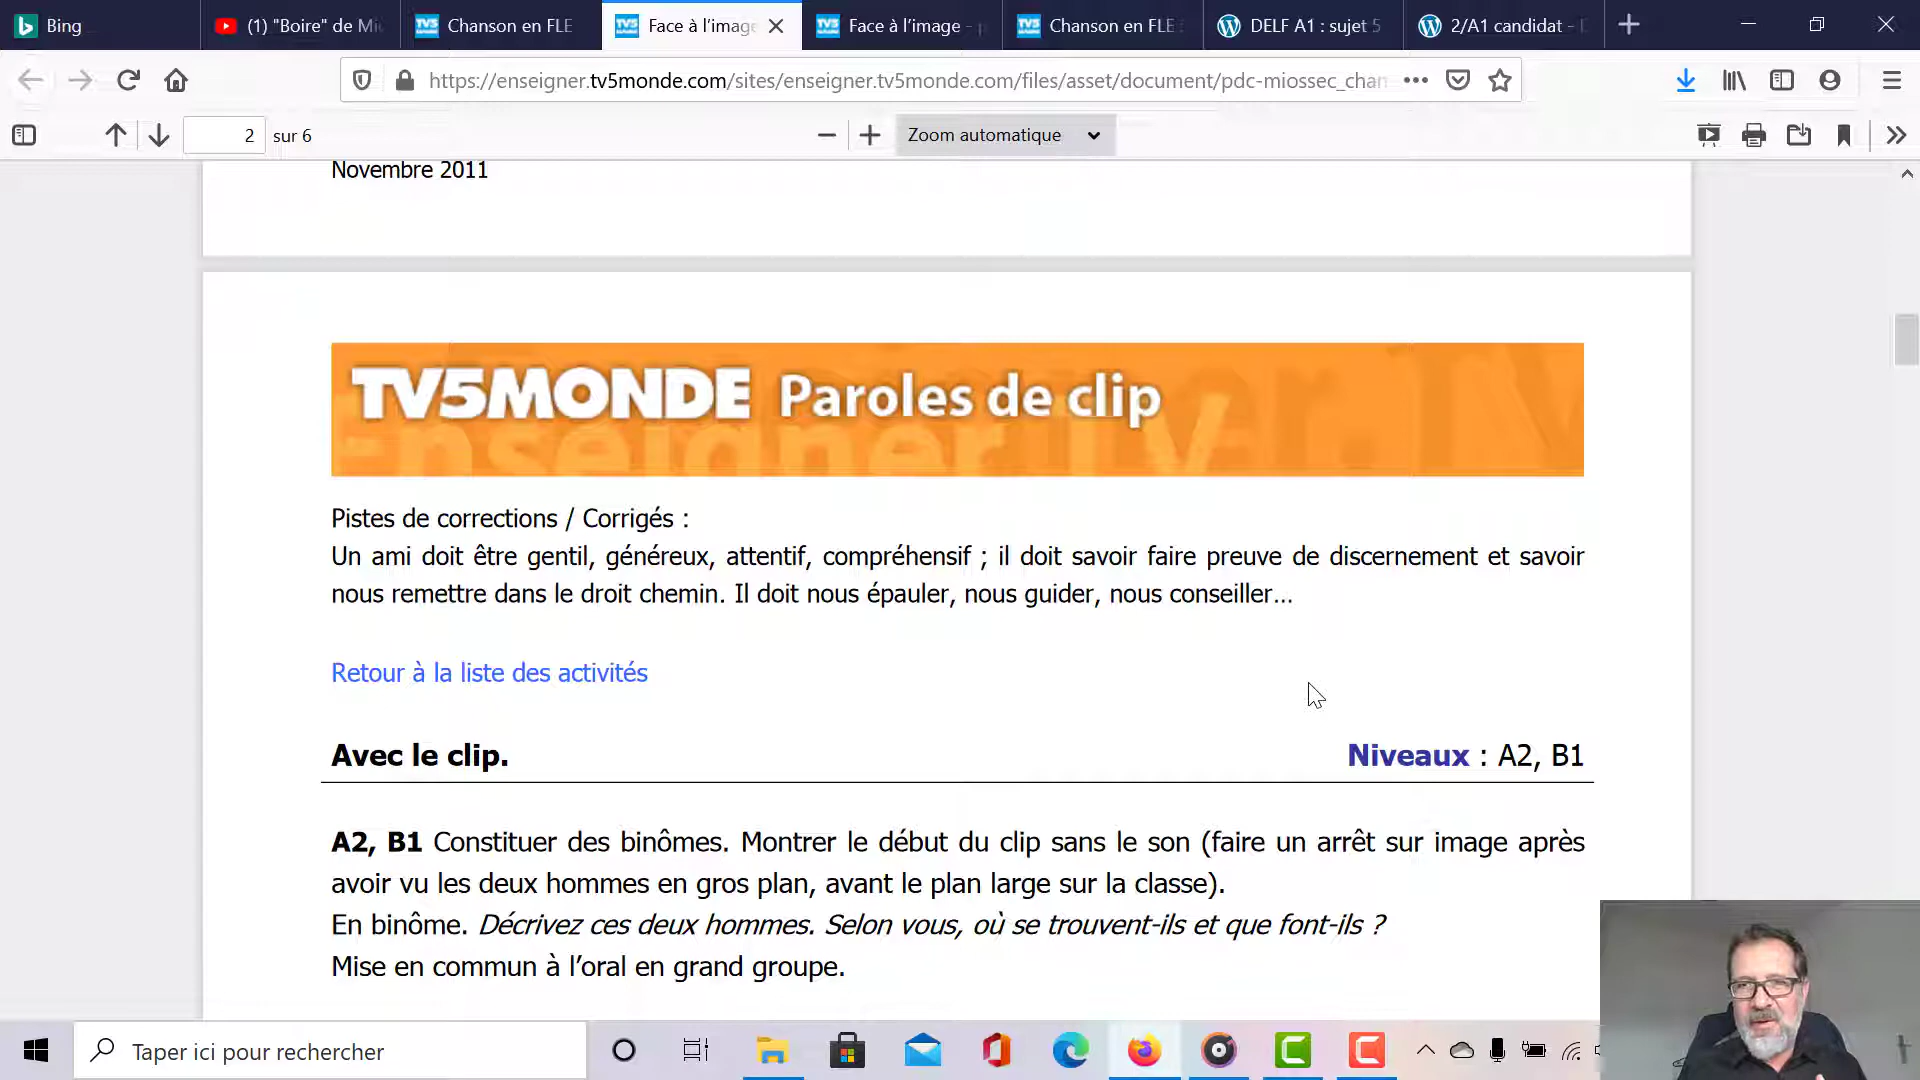 Bing
(1) "Boire" de Mi
Chanson en FLE
Face à l'imag
Face à l'image - p
Chanson en FLE
DELF A1 : sujet 5
2/A1 candidat -
https://enseigner.tv5monde.com/sites/enseigner.tv5monde.com/files/asset/document/pdc-miossec_chan
2 sur 6
Zoom automatique
Novembre 2011
TV5MONDE Paroles de clip
Pistes de corrections / Corrigés :
Un ami doit être gentil, généreux, attentif, compréhensif ; il doit savoir faire preuve de discernement et savoir
nous remettre dans le droit chemin. Il doit nous épauler, nous guider, nous conseiller…
Retour à la liste des activités
Avec le clip. Niveaux : A2, B1
A2, B1 Constituer des binômes. Montrer le début du clip sans le son (faire un arrêt sur image après
avoir vu les deux hommes en gros plan, avant le plan large sur la classe).
En binôme. Décrivez ces deux hommes. Selon vous, où se trouvent-ils et que font-ils ?
Mise en commun à l'oral en grand groupe.
Taper ici pour rechercher